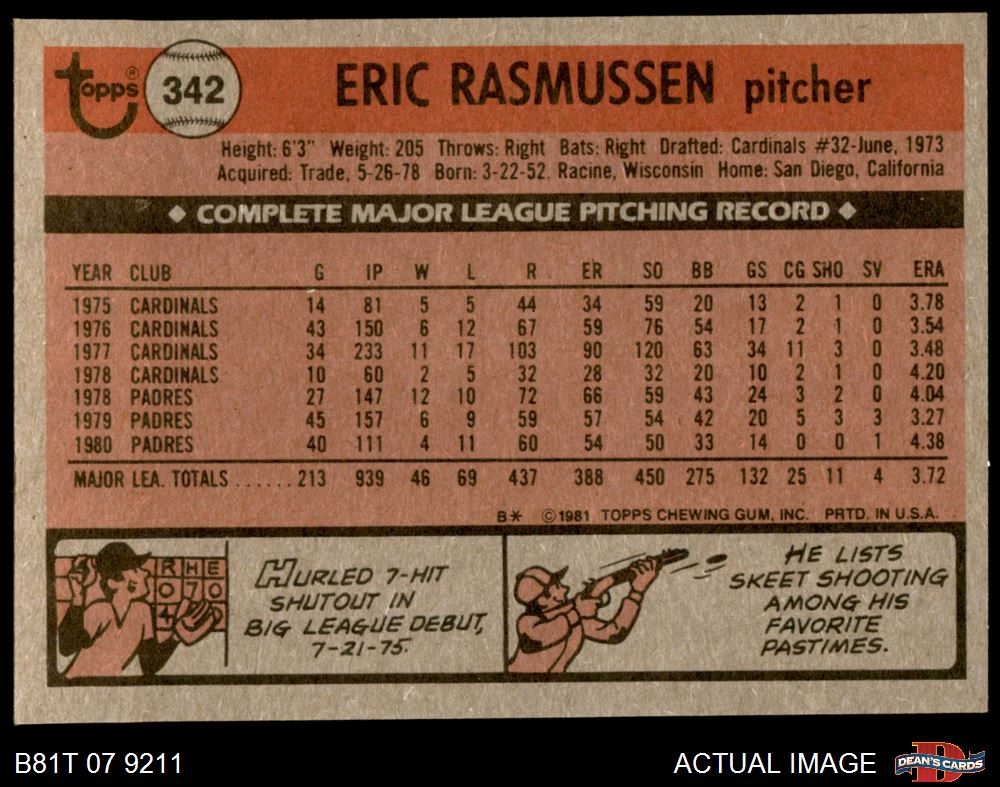 topps® 342 ERIC RASMUSSEN pitcher
Height: 6'3" Weight: 205 Throws: Right Bats: Right Drafted: Cardinals #32-June, 1973
Acquired: Trade, 5-26-78 Born: 3-22-52, Racine, Wisconsin Home: San Diego, California
◆ COMPLETE MAJOR LEAGUE PITCHING RECORD ◆
YEAR CLUB G IP W L R ER SO BB GS CG SHO SV ERA
1975 CARDINALS 14 81 5 5 44 34 59 20 13 2 1 0 3.78
1976 CARDINALS 43 150 6 12 67 59 76 54 17 2 1 0 3.54
1977 CARDINALS 34 233 11 17 103 90 120 63 34 11 3 0 3.48
1978 CARDINALS 10 60 2 5 32 28 32 20 10 2 1 0 4.20
1978 PADRES 27 147 12 10 72 66 59 43 24 3 2 0 4.04
1979 PADRES 45 157 6 9 59 57 54 42 20 5 3 3 3.27
1980 PADRES 40 111 4 11 60 54 50 33 14 0 0 1 4.38
MAJOR LEA. TOTALS ...... 213 939 46 69 437 388 450 275 132 25 11 4 3.72
B* ©1981 TOPPS CHEWING GUM, INC. PRTD. IN U.S.A.
R H E
0 7 0
4
HURLED 7-HIT
SHUTOUT IN
BIG LEAGUE DEBUT,
7-21-75.
HE LISTS
SKEET SHOOTING
AMONG HIS
FAVORITE
PASTIMES.
B81T 07 9211 ACTUAL IMAGE DEAN'S CARDS